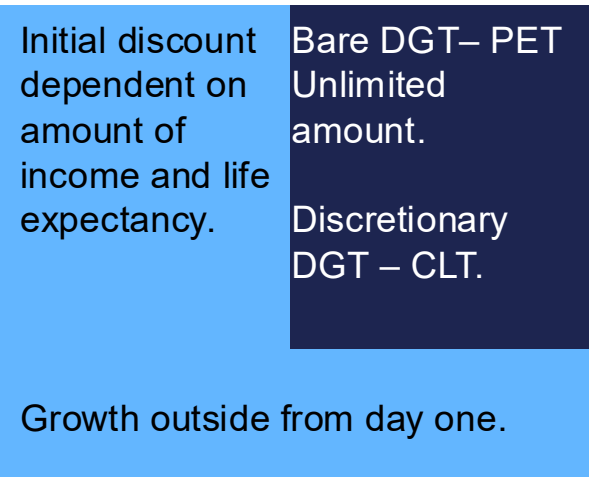 Initial discount
dependent on
amount of
income and life
expectancy.
Bare DGT– PET
Unlimited
amount.
Discretionary
DGT – CLT.
Growth outside from day one.